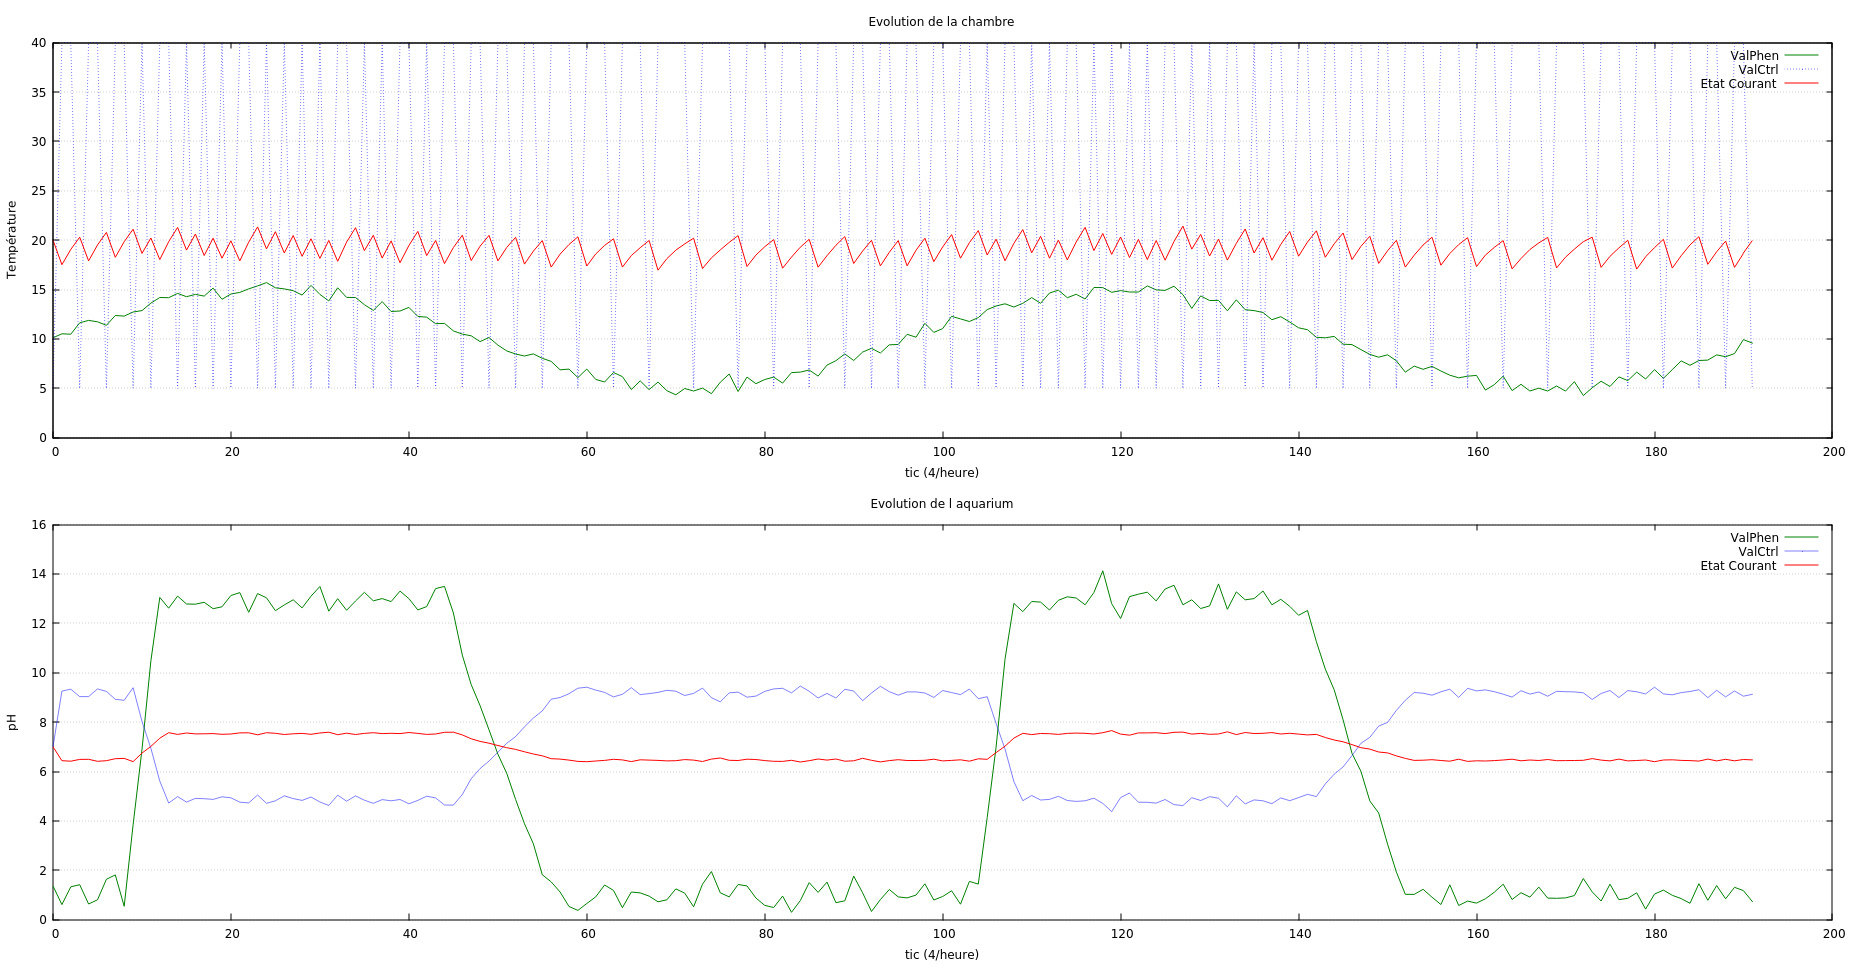 Evolution de la chambre
40
35
30
25
20
15
10
5
0
Température
ValPhen
ValCtrl
Etat Courant
0 20 40 60 80 100 120 140 160 180 200
tic (4/heure)
Evolution de l aquarium
16
14
12
10
8
6
4
2
0
pH
ValPhen
ValCtrl
Etat Courant
0 20 40 60 80 100 120 140 160 180 200
tic (4/heure)